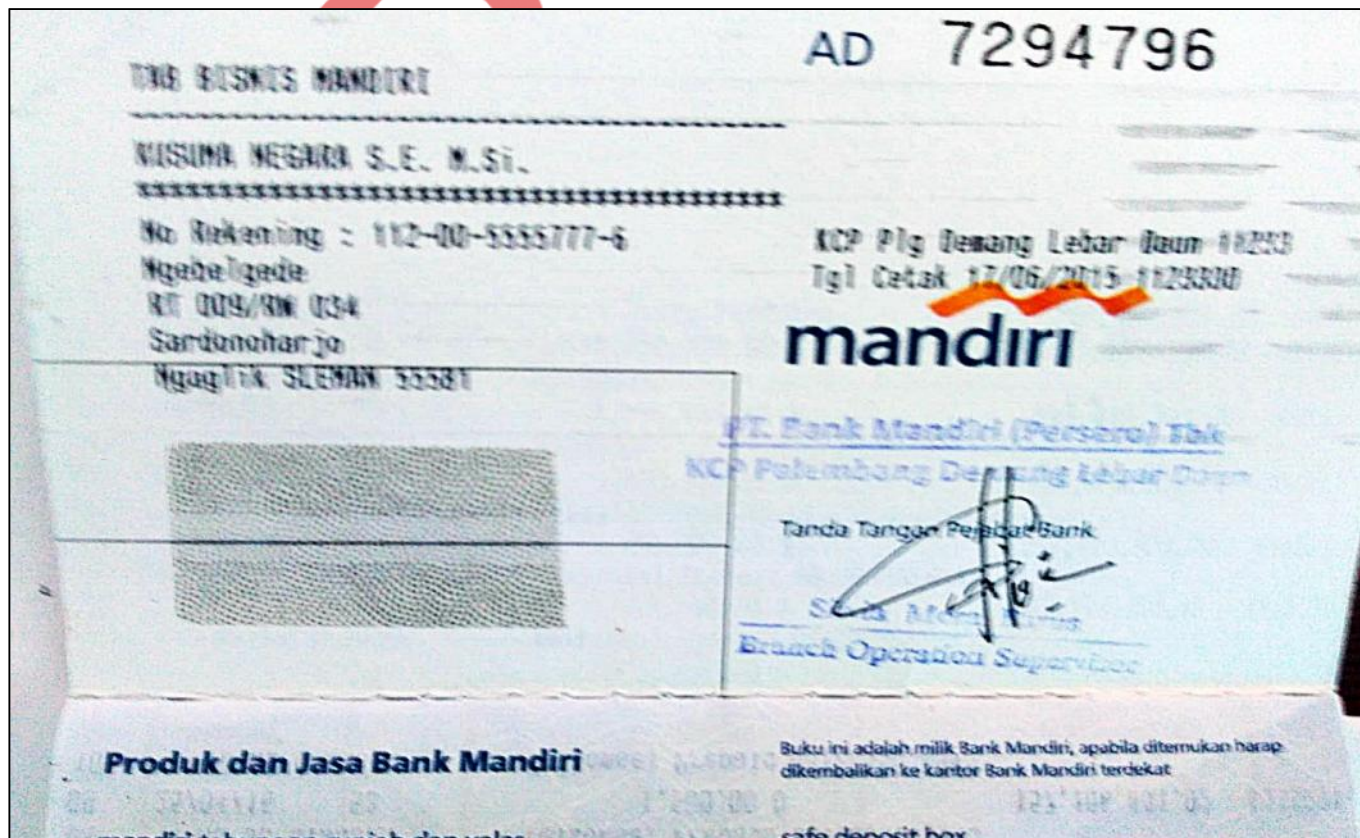 TAB BISNIS MANDIRI
AD 7294796
KUSUMA NEGARA S.E. M.Si.
No Rekening : 112-00-5555777-6
Ngebelgede
RT 009/RW 034
Sardonoharjo
Ngaglik SLEMAN 55581
KCP Plg Demang Lebar Daun 11253
Tgl Cetak 17/06/2015
mandırı
PT. Bank Mandiri (Persero) Tbk
KCP Palembang Demang Lebar Daun
Tanda Tangan Pejabat Bank
Branch Operation Supervisor
Produk dan Jasa Bank Mandiri
Buku ini adalah milik Bank Mandiri, apabila ditemukan harap
dikembalikan ke kantor Bank Mandiri terdekat
safe deposit box